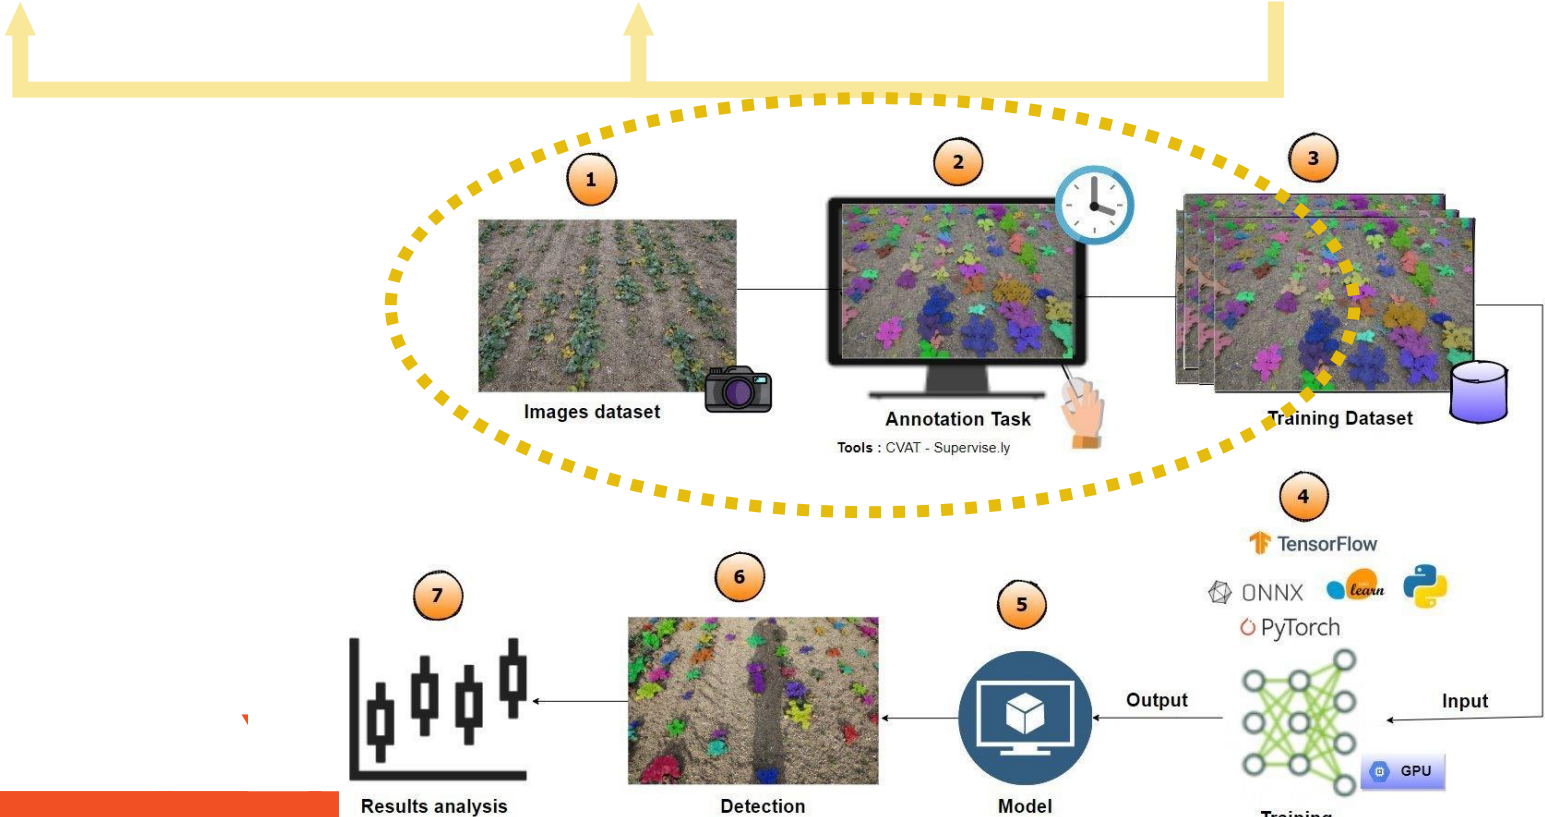 1
2
3
Images dataset
Annotation Task
Tools : CVAT - Supervise.ly
Training Dataset
4
TensorFlow
ONNX
learn
PyTorch
7
6
5
Output
Input
GPU
Results analysis
Detection
Model
Training